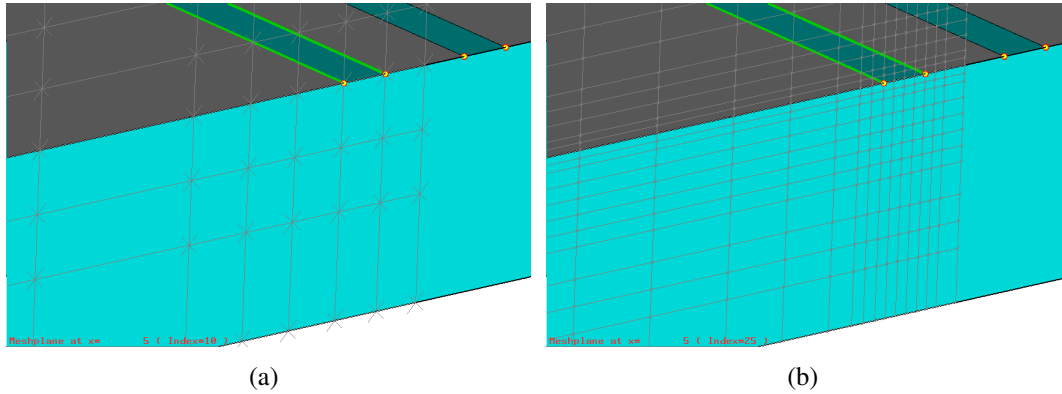 Meshplane at x= 5 ( Index=10 )
Meshplane at x= 5 ( Index=25 )
(a)
(b)